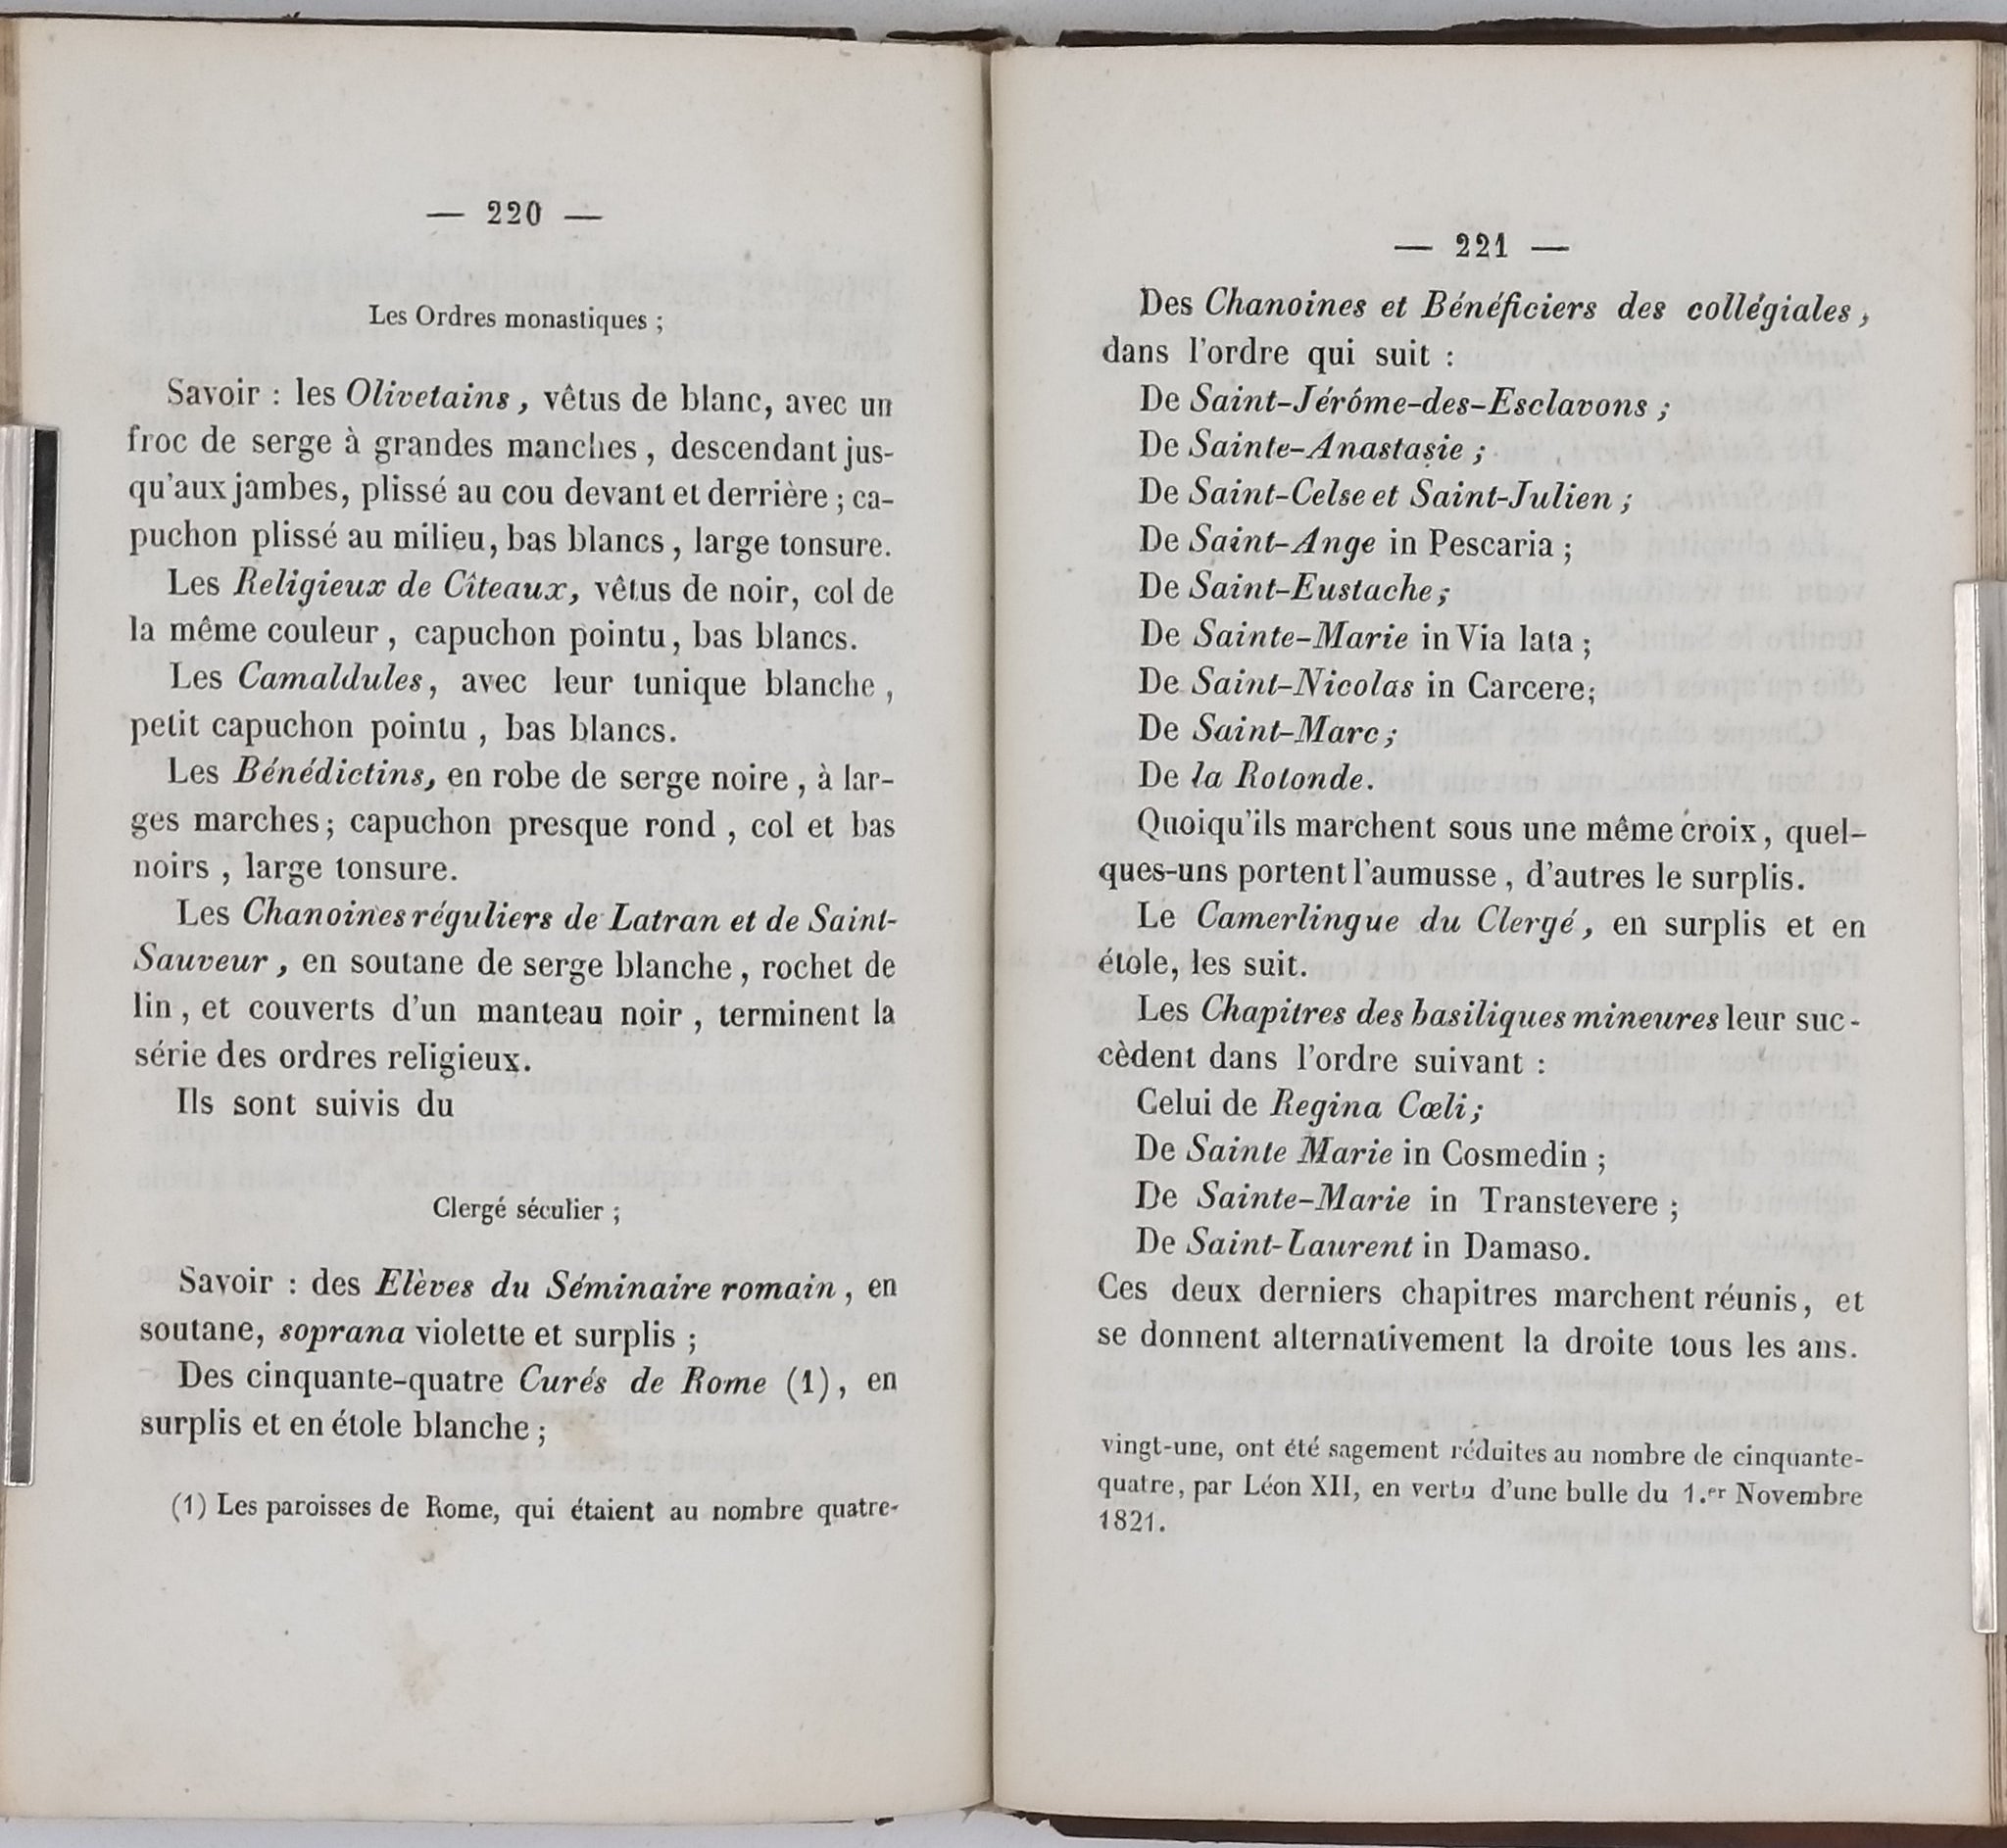 — 220 —
Les Ordres monastiques ;
Savoir : les Olivetains, vêtus de blanc, avec un
froc de serge à grandes manches, descendant jus-
qu'aux jambes, plissé au cou devant et derrière ; ca-
puchon plissé au milieu, bas blancs, large tonsure.
Les Religieux de Cîteaux, vêtus de noir, col de
la même couleur, capuchon pointu, bas blancs.
Les Camaldules, avec leur tunique blanche,
petit capuchon pointu, bas blancs.
Les Bénédictins, en robe de serge noire, à lar-
ges marches; capuchon presque rond, col et bas
noirs, large tonsure.
Les Chanoines réguliers de Latran et de Saint-
Sauveur, en soutane de serge blanche, rochet de
lin, et couverts d'un manteau noir, terminent la
série des ordres religieux.
Ils sont suivis du
Clergé séculier ;
Savoir : des Elèves du Séminaire romain, en
soutane, soprana violette et surplis ;
Des cinquante-quatre Curés de Rome (1), en
surplis et en étole blanche ;
(1) Les paroisses de Rome, qui étaient au nombre quatre-
— 221 —
Des Chanoines et Bénéficiers des collégiales,
dans l'ordre qui suit :
De Saint-Jérôme-des-Esclavons ;
De Sainte-Anastasie ;
De Saint-Celse et Saint-Julien ;
De Saint-Ange in Pescaria ;
De Saint-Eustache ;
De Sainte-Marie in Via lata ;
De Saint-Nicolas in Carcere;
De Saint-Marc ;
De la Rotonde.
Quoiqu'ils marchent sous une même croix, quel-
ques-uns portent l'aumusse, d'autres le surplis.
Le Camerlingue du Clergé, en surplis et en
étole, les suit.
Les Chapitres des basiliques mineures leur suc-
cèdent dans l'ordre suivant :
Celui de Regina Cœli ;
De Sainte Marie in Cosmedin ;
De Sainte-Marie in Transtevere ;
De Saint-Laurent in Damaso.
Ces deux derniers chapitres marchent réunis, et
se donnent alternativement la droite tous les ans.
vingt-une, ont été sagement réduites au nombre de cinquante-
quatre, par Léon XII, en vertu d'une bulle du 1.er Novembre
1821.